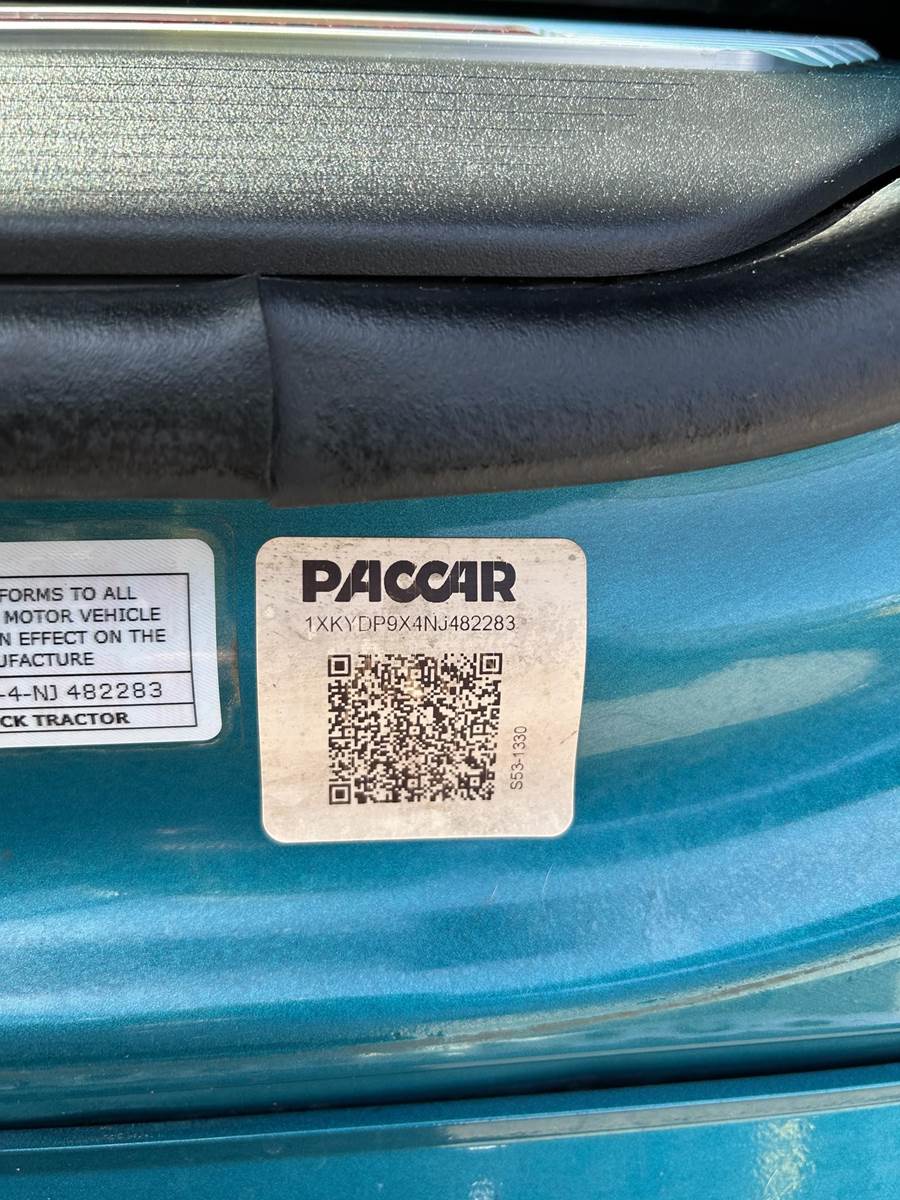 FORMS TO ALL
MOTOR VEHICLE
N EFFECT ON THE
UFACTURE
-4-NJ 482283
CK TRACTOR
PACCAR
1XKYDP9X4NJ482283
S53-1330